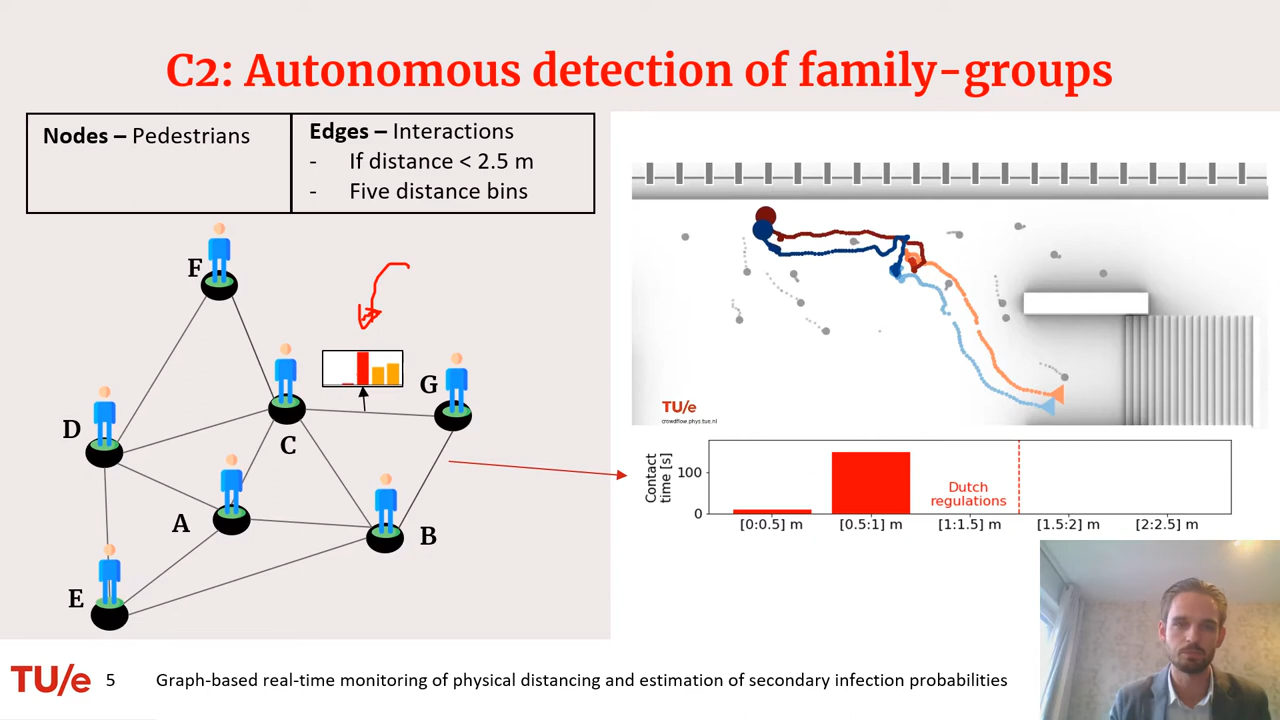 C2: Autonomous detection of family-groups
Nodes – Pedestrians
Edges – Interactions
- If distance < 2.5 m
- Five distance bins
F
G
D
C
A
B
E
TU/e
crowdflow.phys.tue.nl
Contact
time [s]
100
0
Dutch
regulations
[0:0.5] m
[0.5:1] m
[1:1.5] m
[1.5:2] m
[2:2.5] m
TU/e 5 Graph-based real-time monitoring of physical distancing and estimation of secondary infection probabilities